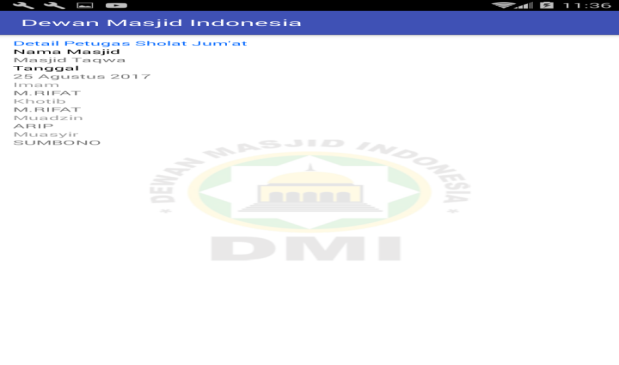 11:36
Dewan Masjid Indonesia
Detail Petugas Sholat Jum'at
Nama Masjid
Masjid Taqwa
Tanggal
25 Agustus 2017
Imam
M.RIFAT
Khotib
M.RIFAT
Muadzin
ARIP
Muasyir
SUMBONO
DEWAN MASJID INDONESIA
DMI